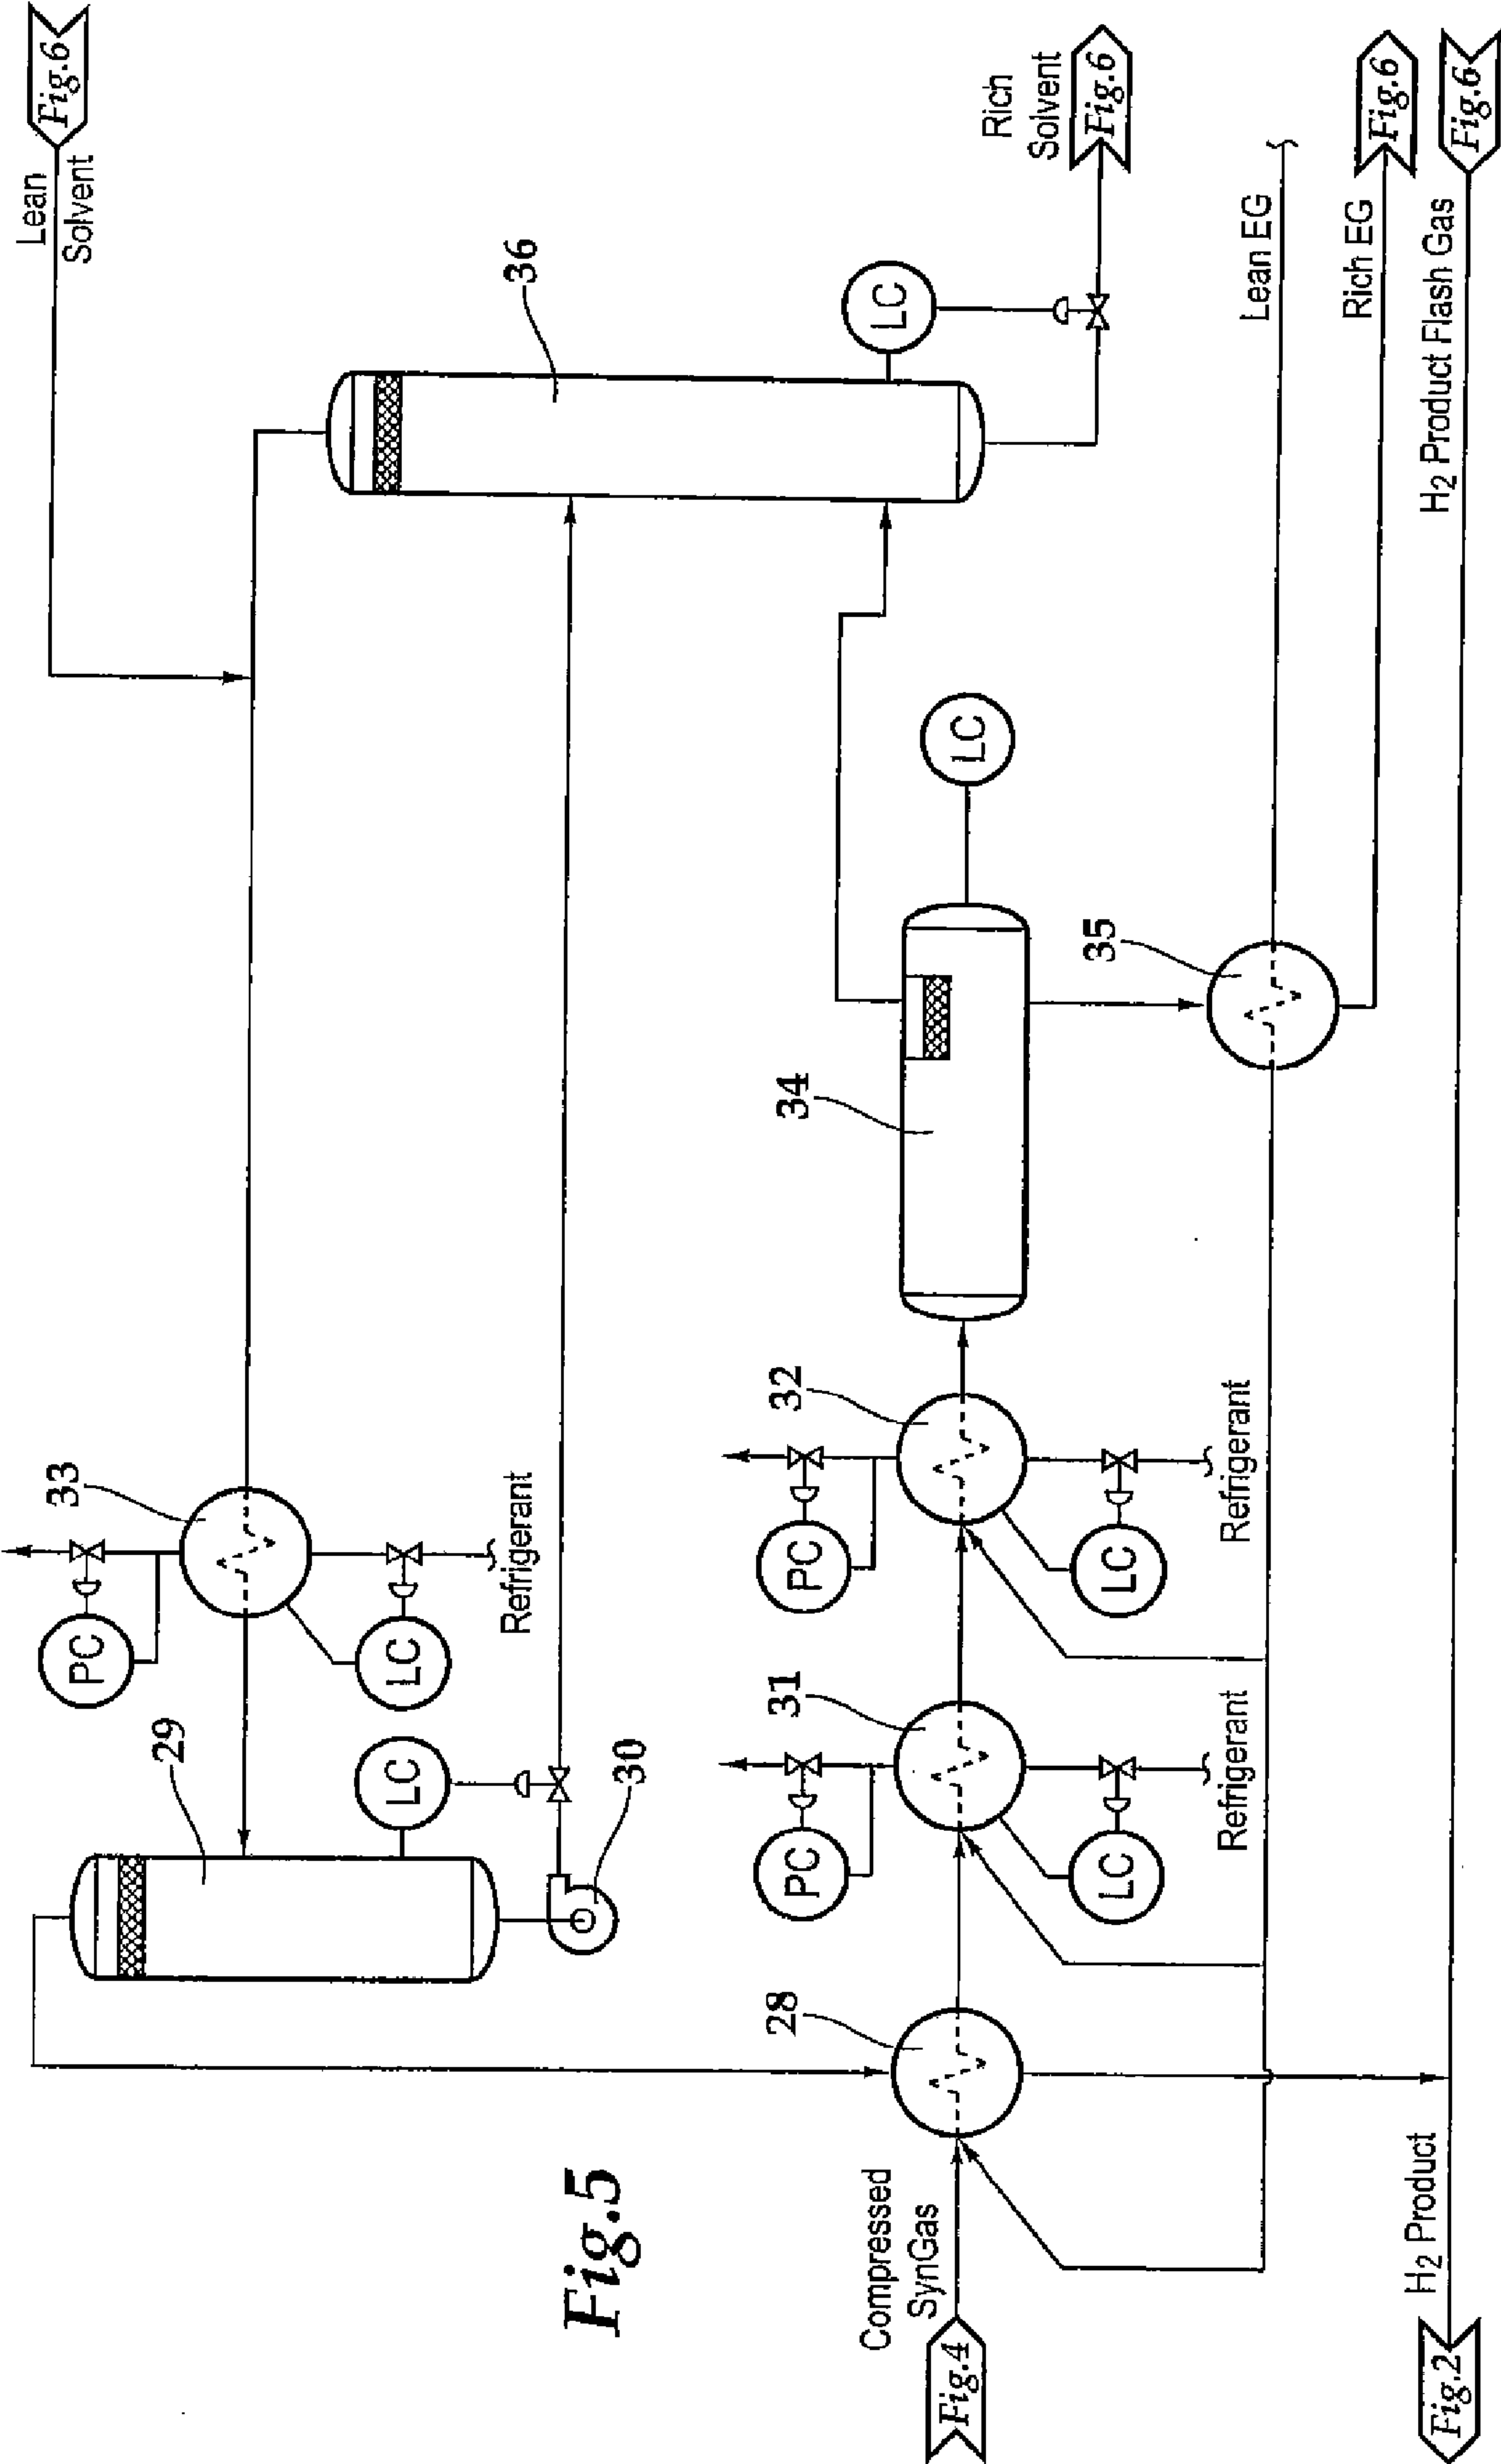 Fig.6
Lean
Solvent
33
PC
LC
Refrigerant
29
LC
30
36
LC
Rich
Solvent
Fig.6
Fig.5
28
31
PC
LC
Refrigerant
32
PC
LC
Refrigerant
34
LC
35
Compressed
SynGas
Fig.4
Lean EG
Rich EG
Fig.6
H2 Product Flash Gas
Fig.6
H2 Product
Fig.2